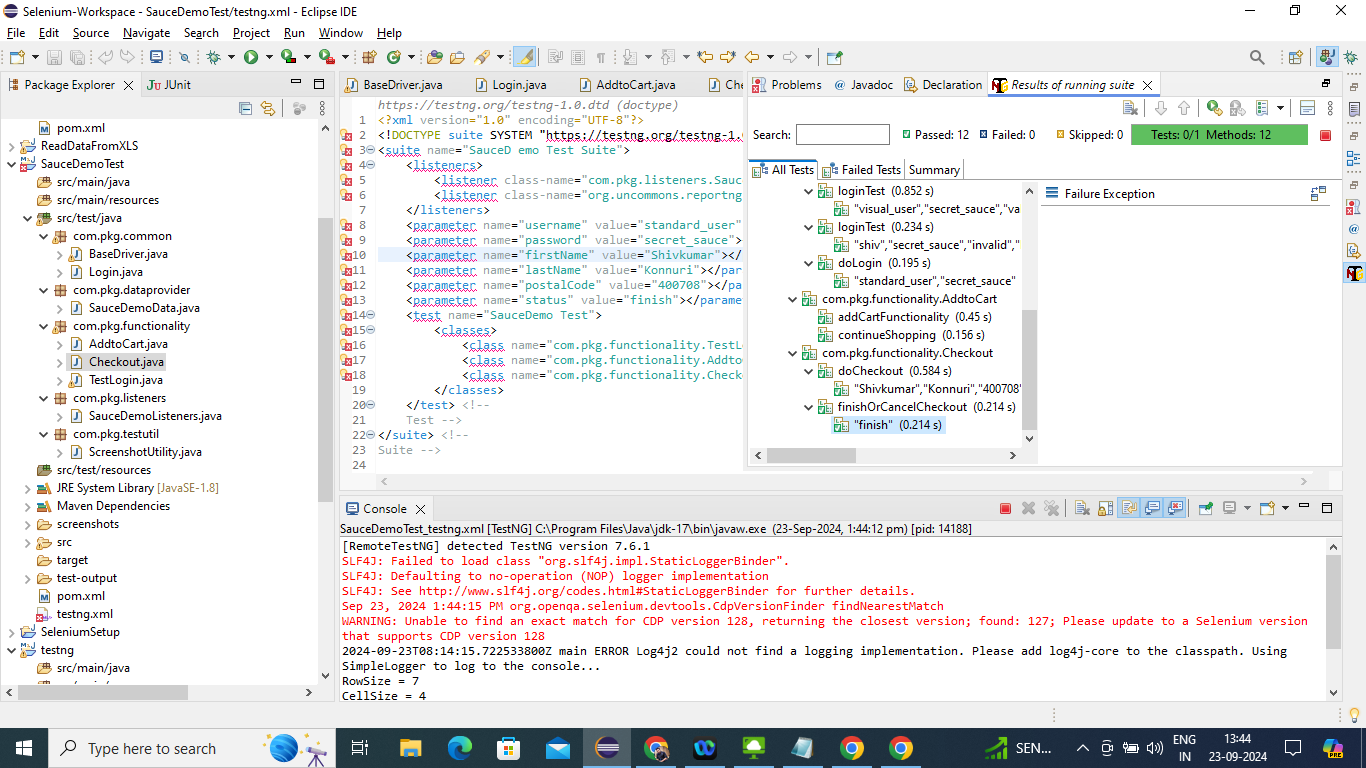 Selenium-Workspace - SauceDemoTest/testng.xml - Eclipse IDE
File Edit Source Navigate Search Project Run Window Help
Package Explorer
JUnit
pom.xml
ReadDataFromXLS
SauceDemoTest
src/main/java
src/main/resources
src/test/java
com.pkg.common
BaseDriver.java
Login.java
com.pkg.dataprovider
SauceDemoData.java
com.pkg.functionality
AddtoCart.java
Checkout.java
TestLogin.java
com.pkg.listeners
SauceDemoListeners.java
com.pkg.testutil
ScreenshotUtility.java
src/test/resources
JRE System Library [JavaSE-1.8]
Maven Dependencies
screenshots
src
target
test-output
pom.xml
testng.xml
SeleniumSetup
testng
src/main/java
BaseDriver.java Login.java AddtoCart.java Che
https://testng.org/testng-1.0.dtd (doctype)
1 <?xml version="1.0" encoding="UTF-8"?>
2 <!DOCTYPE suite SYSTEM "https://testng.org/testng-1.
3 <suite name="SauceD emo Test Suite">
4 <listeners>
5 <listener class-name="com.pkg.listeners.Sauc
6 <listener class-name="org.uncommons.reportng
7 </listeners>
8 <parameter name="username" value="standard_user"
9 <parameter name="password" value="secret_sauce">
10 <parameter name="firstName" value="Shivkumar"></
11 <parameter name="lastName" value="Konnuri"></par
12 <parameter name="postalCode" value="400708"></pa
13 <parameter name="status" value="finish"></parame
14 <test name="SauceDemo Test">
15 <classes>
16 <class name="com.pkg.functionality.TestL
17 <class name="com.pkg.functionality.Addto
18 <class name="com.pkg.functionality.Check
19 </classes>
20 </test> <!--
21 Test -->
22 </suite> <!--
23 Suite -->
24
Problems Javadoc Declaration Results of running suite
Search: Passed: 12 Failed: 0 Skipped: 0 Tests: 0/1 Methods: 12
All Tests Failed Tests Summary
loginTest (0.852 s)
"visual_user","secret_sauce","va
loginTest (0.234 s)
"shiv","secret_sauce","invalid","
doLogin (0.195 s)
"standard_user","secret_sauce"
com.pkg.functionality.AddtoCart
addCartFunctionality (0.45 s)
continueShopping (0.156 s)
com.pkg.functionality.Checkout
doCheckout (0.584 s)
"Shivkumar","Konnuri","400708"
finishOrCancelCheckout (0.214 s)
"finish" (0.214 s)
Failure Exception
Console
SauceDemoTest_testng.xml [TestNG] C:\Program Files\Java\jdk-17\bin\javaw.exe (23-Sep-2024, 1:44:12 pm) [pid: 14188]
[RemoteTestNG] detected TestNG version 7.6.1
SLF4J: Failed to load class "org.slf4j.impl.StaticLoggerBinder".
SLF4J: Defaulting to no-operation (NOP) logger implementation
SLF4J: See http://www.slf4j.org/codes.html#StaticLoggerBinder for further details.
Sep 23, 2024 1:44:15 PM org.openqa.selenium.devtools.CdpVersionFinder findNearestMatch
WARNING: Unable to find an exact match for CDP version 128, returning the closest version; found: 127; Please update to a Selenium version
that supports CDP version 128
2024-09-23T08:14:15.722533800Z main ERROR Log4j2 could not find a logging implementation. Please add log4j-core to the classpath. Using
SimpleLogger to log to the console...
RowSize = 7
CellSize = 4
Type here to search
SEN...
ENG
IN
13:44
23-09-2024